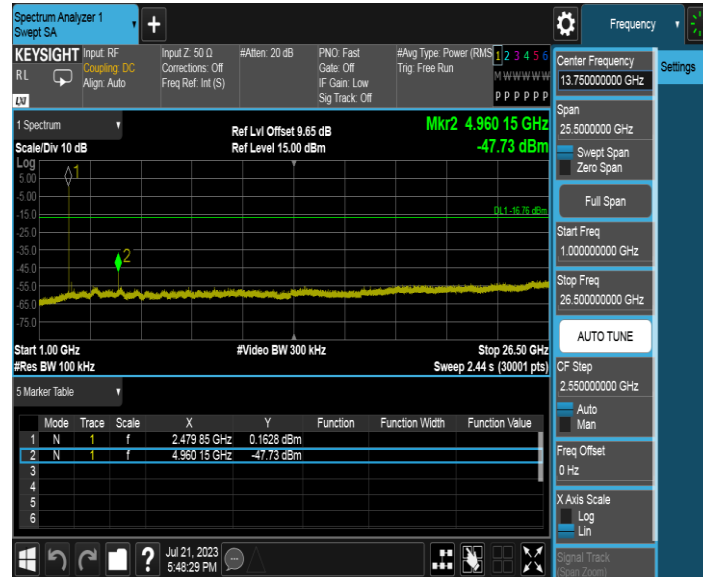 Spectrum Analyzer 1
Swept SA
+
Frequency
KEYSIGHT
RL
LXI
Input: RF
Coupling: DC
Align: Auto
Input Z: 50 Ω
Corrections: Off
Freq Ref: Int (S)
#Atten: 20 dB
PNO: Fast
Gate: Off
IF Gain: Low
Sig Track: Off
#Avg Type: Power (RMS
Trig: Free Run
1 2 3 4 5 6
M W W W W W
P P P P P P
1 Spectrum
Scale/Div 10 dB
Ref Lvl Offset 9.65 dB
Ref Level 15.00 dBm
Mkr2 4.960 15 GHz
-47.73 dBm
Log
5.00
-5.00
-15.0
-25.0
-35.0
-45.0
-55.0
-65.0
-75.0
1
2
DL1 -16.76 dBm
Start 1.00 GHz
#Res BW 100 kHz
#Video BW 300 kHz
Stop 26.50 GHz
Sweep 2.44 s (30001 pts)
5 Marker Table
Mode Trace Scale X Y Function Function Width Function Value
1 N 1 f 2.479 85 GHz 0.1628 dBm
2 N 1 f 4.960 15 GHz -47.73 dBm
3
4
5
6
?
Jul 21, 2023
5:48:29 PM
Center Frequency
13.750000000 GHz
Settings
Span
25.5000000 GHz
Swept Span
Zero Span
Full Span
Start Freq
1.000000000 GHz
Stop Freq
26.500000000 GHz
AUTO TUNE
CF Step
2.550000000 GHz
Auto
Man
Freq Offset
0 Hz
X Axis Scale
Log
Lin
Signal Track
(Span Zoom)